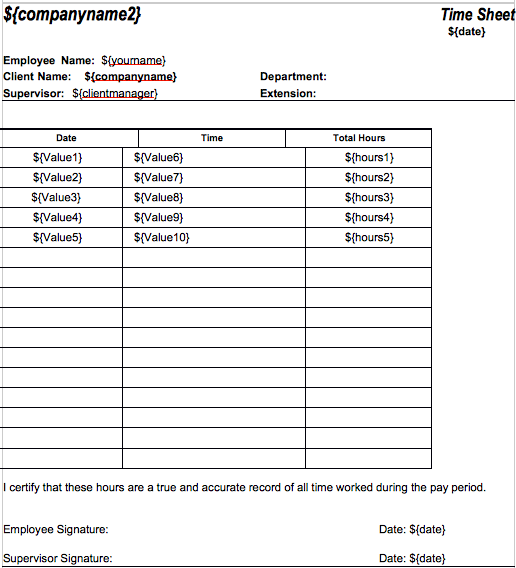 ${companyname2} Time Sheet
${date}
Employee Name: ${yourname}
Client Name: ${companyname} Department:
Supervisor: ${clientmanager} Extension:
Date Time Total Hours
${Value1} ${Value6} ${hours1}
${Value2} ${Value7} ${hours2}
${Value3} ${Value8} ${hours3}
${Value4} ${Value9} ${hours4}
${Value5} ${Value10} ${hours5}
I certify that these hours are a true and accurate record of all time worked during the pay period.
Employee Signature: Date: ${date}
Supervisor Signature: Date: ${date}